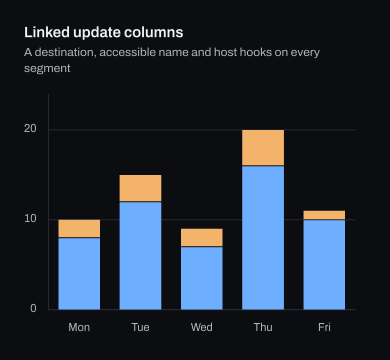 Linked update columns
A destination, accessible name and host hooks on every
segment
20
10
0
Mon Tue Wed Thu Fri